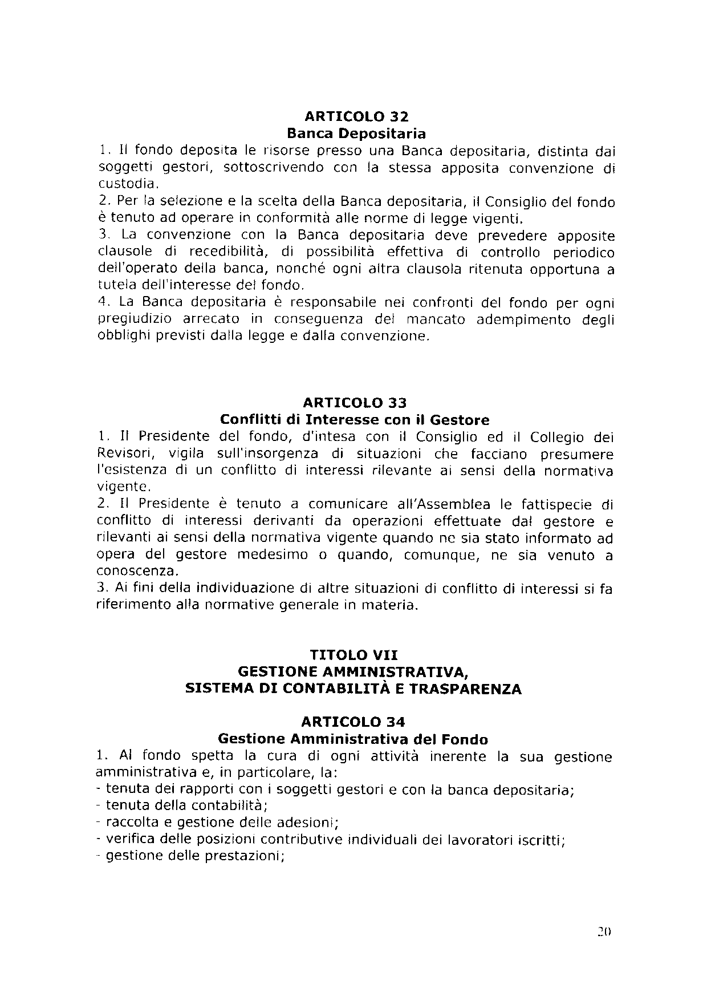 ARTICOLO 32
Banca Depositaria
1. Il fondo deposita le risorse presso una Banca depositaria, distinta dai
soggetti gestori, sottoscrivendo con la stessa apposita convenzione di
custodia.
2. Per la selezione e la scelta della Banca depositaria, il Consiglio del fondo
è tenuto ad operare in conformità alle norme di legge vigenti.
3. La convenzione con la Banca depositaria deve prevedere apposite
clausole di recedibilità, di possibilità effettiva di controllo periodico
dell'operato della banca, nonché ogni altra clausola ritenuta opportuna a
tutela dell'interesse del fondo.
4. La Banca depositaria è responsabile nei confronti del fondo per ogni
pregiudizio arrecato in conseguenza del mancato adempimento degli
obblighi previsti dalla legge e dalla convenzione.
ARTICOLO 33
Conflitti di Interesse con il Gestore
1. Il Presidente del fondo, d'intesa con il Consiglio ed il Collegio dei
Revisori, vigila sull'insorgenza di situazioni che facciano presumere
l'esistenza di un conflitto di interessi rilevante ai sensi della normativa
vigente.
2. Il Presidente è tenuto a comunicare all'Assemblea le fattispecie di
conflitto di interessi derivanti da operazioni effettuate dal gestore e
rilevanti ai sensi della normativa vigente quando ne sia stato informato ad
opera del gestore medesimo o quando, comunque, ne sia venuto a
conoscenza.
3. Ai fini della individuazione di altre situazioni di conflitto di interessi si fa
riferimento alla normative generale in materia.
TITOLO VII
GESTIONE AMMINISTRATIVA,
SISTEMA DI CONTABILITÀ E TRASPARENZA
ARTICOLO 34
Gestione Amministrativa del Fondo
1. Al fondo spetta la cura di ogni attività inerente la sua gestione
amministrativa e, in particolare, la:
- tenuta dei rapporti con i soggetti gestori e con la banca depositaria;
- tenuta della contabilità;
- raccolta e gestione delle adesioni;
- verifica delle posizioni contributive individuali dei lavoratori iscritti;
- gestione delle prestazioni;
20